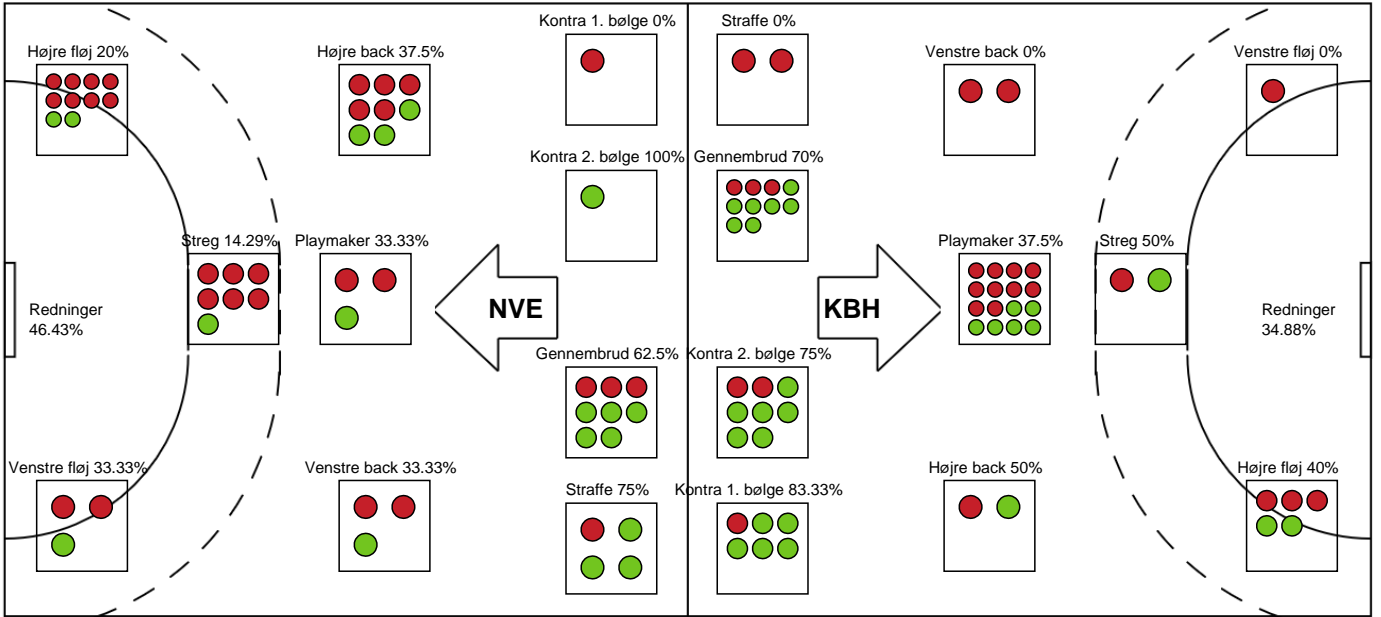 Kontra 1. bølge 0%
Straffe 0%
Højre fløj 20%
Højre back 37.5%
Venstre back 0%
Venstre fløj 0%
Kontra 2. bølge 100%
Gennembrud 70%
Streg 14.29%
Playmaker 33.33%
Playmaker 37.5%
Streg 50%
Redninger
46.43%
NVE
KBH
Redninger
34.88%
Gennembrud 62.5%
Kontra 2. bølge 75%
Venstre fløj 33.33%
Venstre back 33.33%
Højre back 50%
Højre fløj 40%
Straffe 75%
Kontra 1. bølge 83.33%